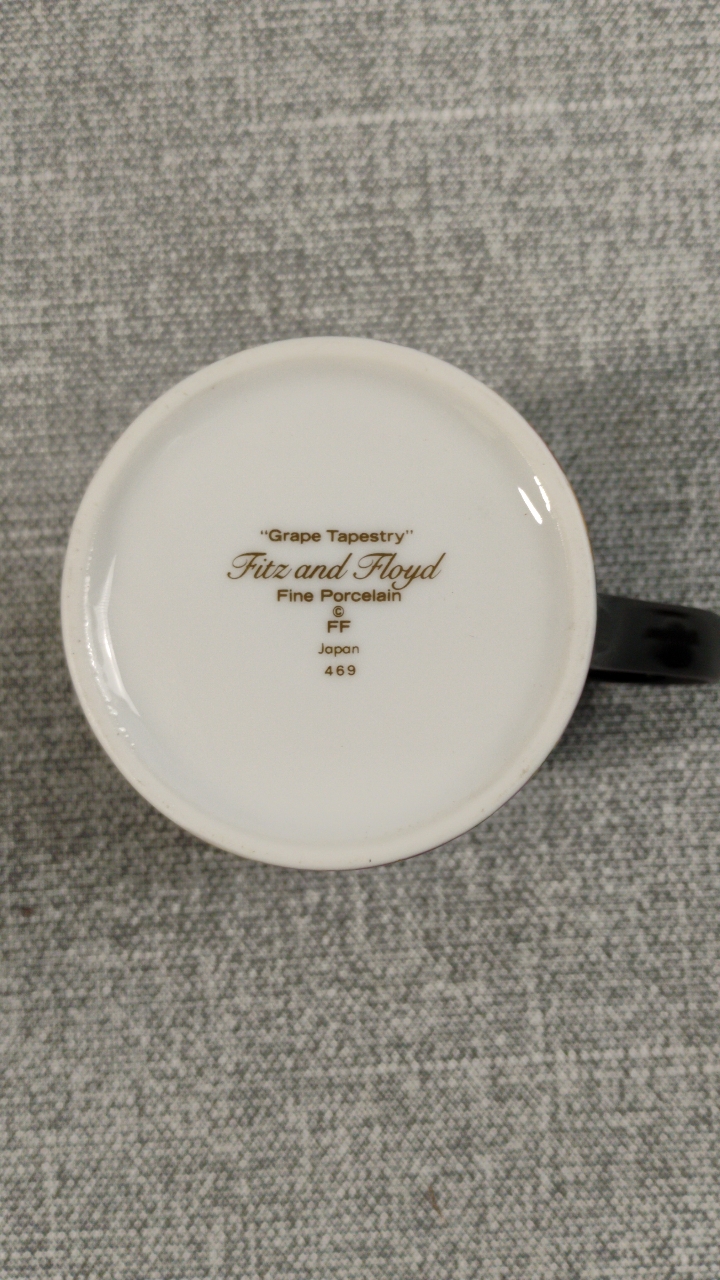 "Grape Tapestry"
Fitz and Floyd
Fine Porcelain
©
FF
Japan
469